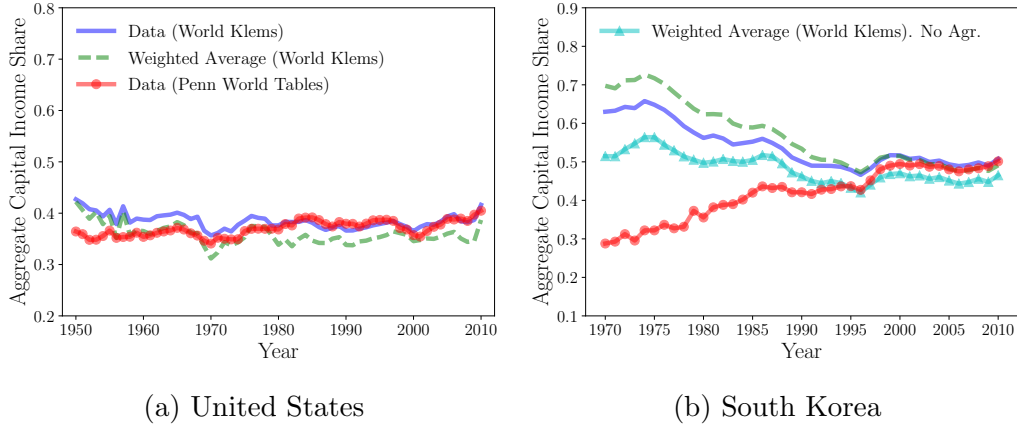 Aggregate Capital Income Share
0.8
0.7
0.6
0.5
0.4
0.3
0.2
Data (World Klems)
Weighted Average (World Klems)
Data (Penn World Tables)
1950 1960 1970 1980 1990 2000 2010
Year
(a) United States
Aggregate Capital Income Share
0.9
0.8
0.7
0.6
0.5
0.4
0.3
0.2
0.1
Weighted Average (World Klems). No Agr.
1970 1975 1980 1985 1990 1995 2000 2005 2010
Year
(b) South Korea